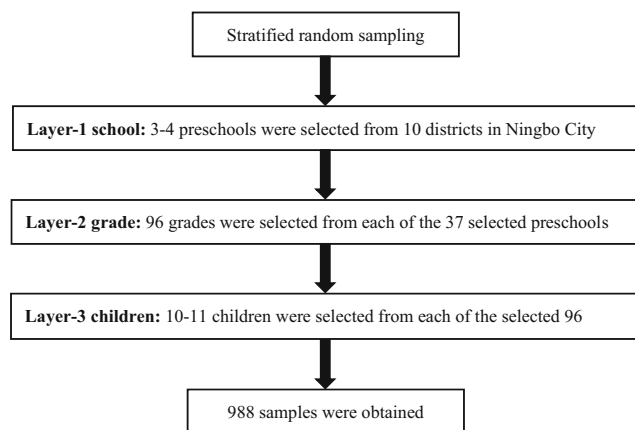 Stratified random sampling
Layer-1 school: 3-4 preschools were selected from 10 districts in Ningbo City
Layer-2 grade: 96 grades were selected from each of the 37 selected preschools
Layer-3 children: 10-11 children were selected from each of the selected 96
988 samples were obtained